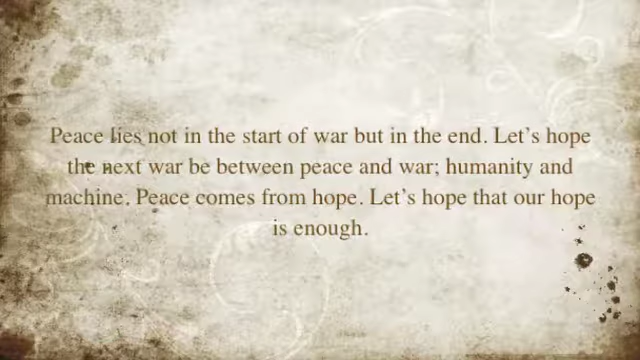 Peace lies not in the start of war but in the end. Let's hope
the next war be between peace and war; humanity and
machine. Peace comes from hope. Let's hope that our hope
is enough.